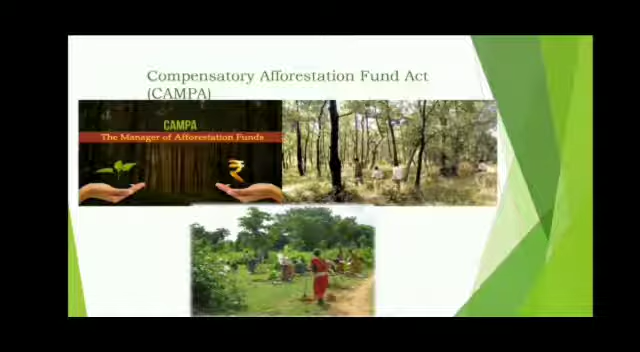 Compensatory Afforestation Fund Act
(CAMPA)
CAMPA
The Manager of Afforestation Funds